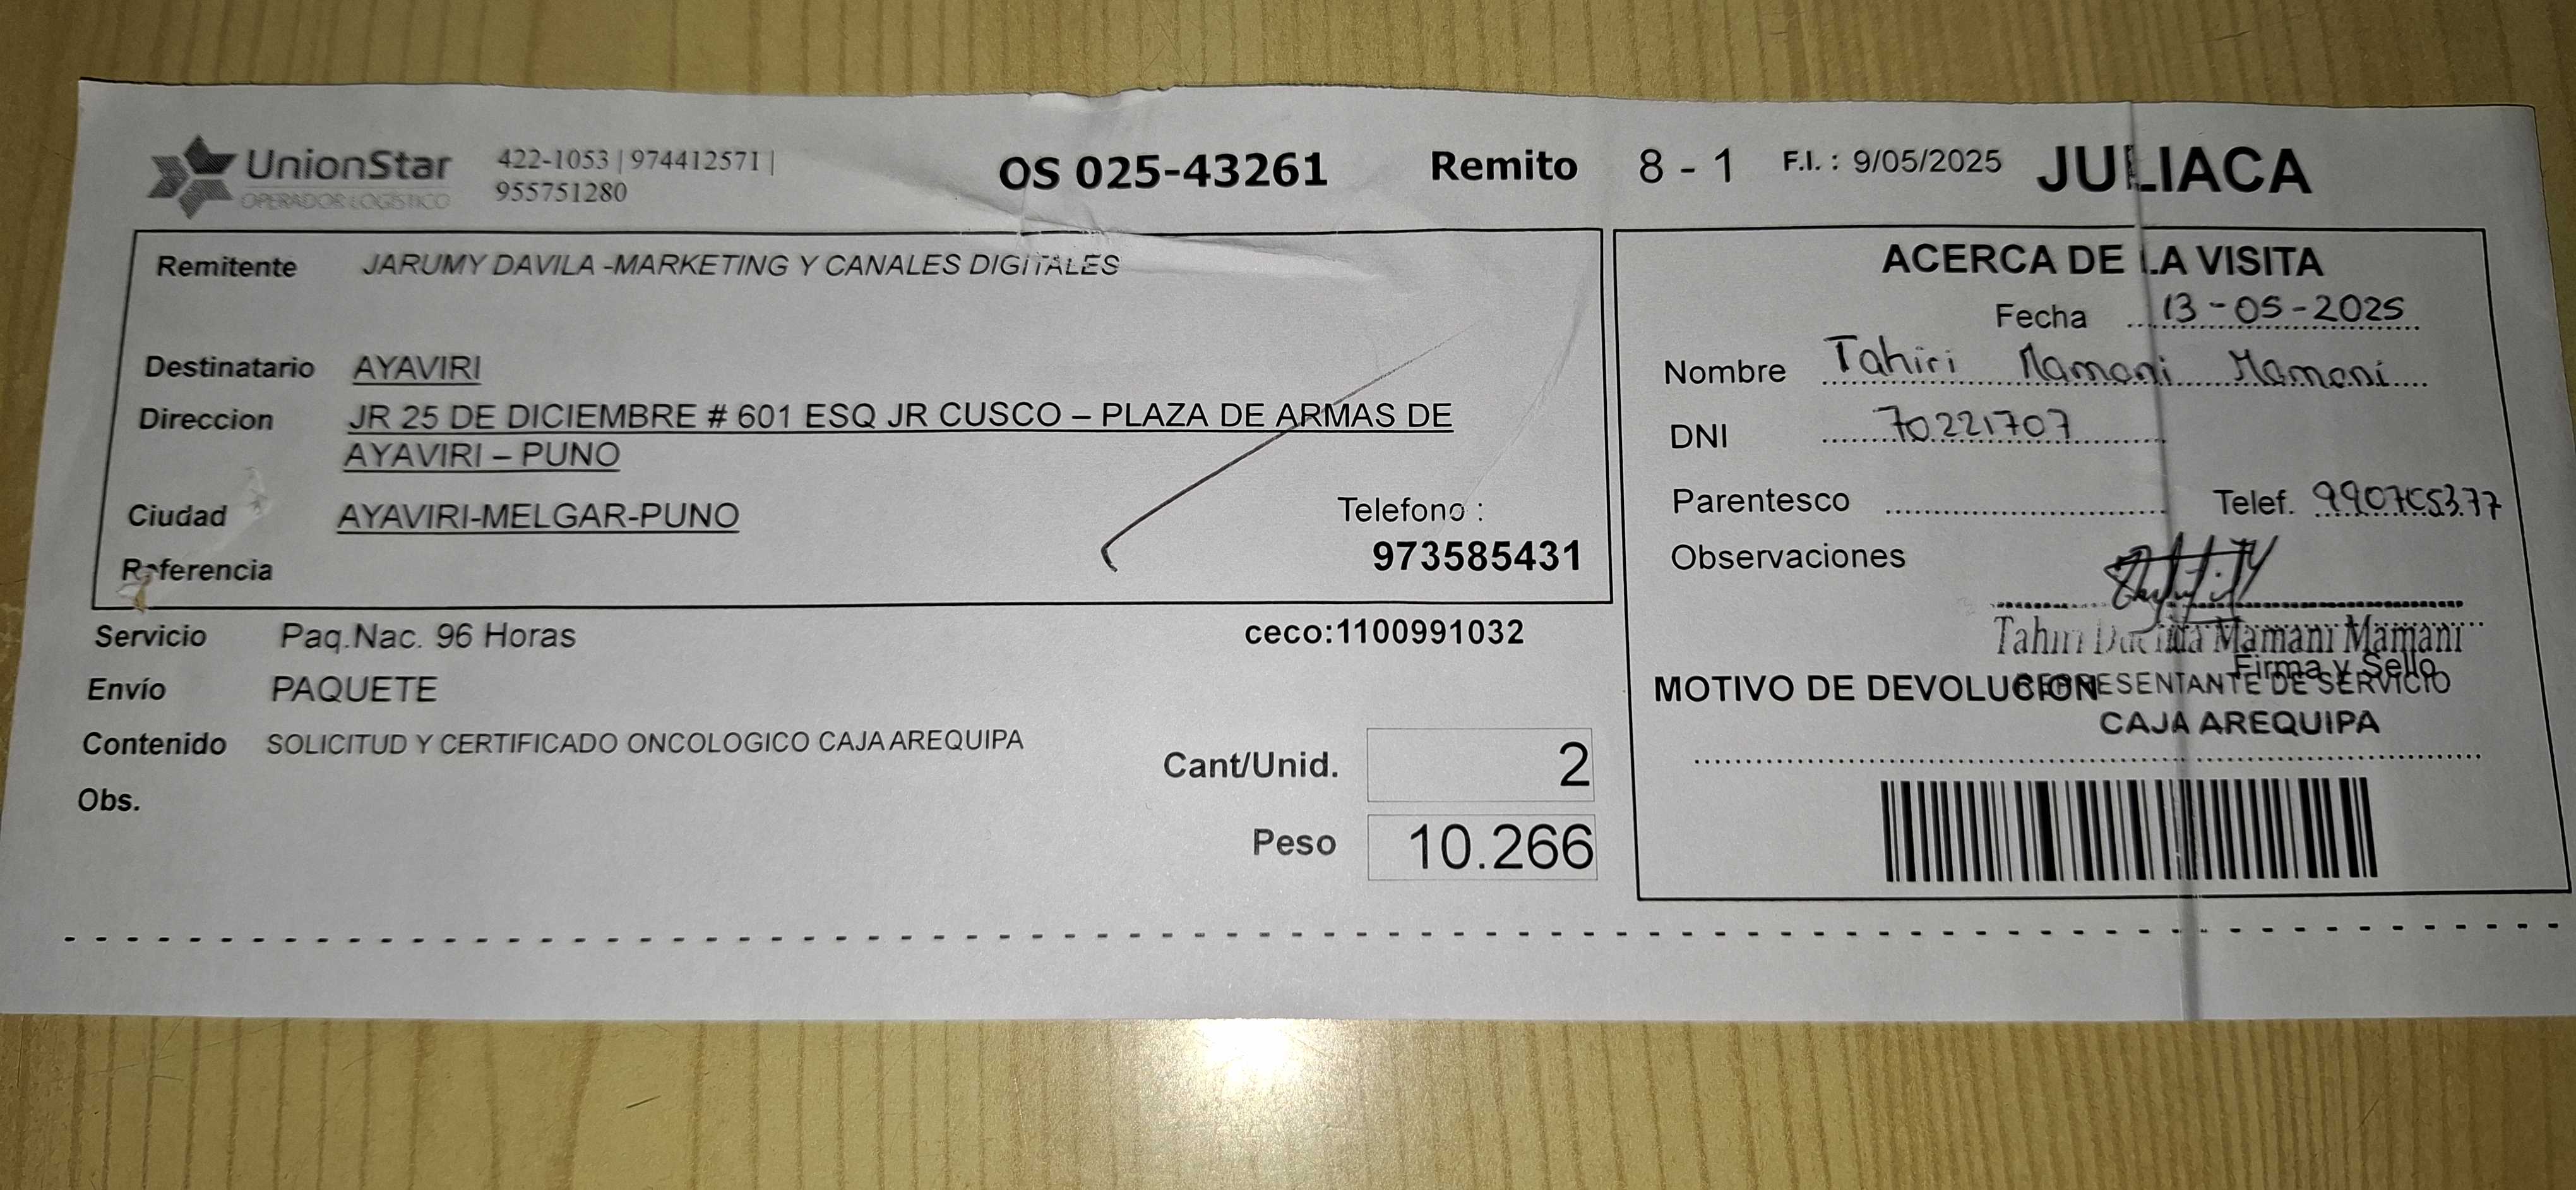 UnionStar
OPERADOR LOGISTICO
422-1053 | 974412571 |
955751280
OS 025-43261
Remito 8 - 1
F.I. : 9/05/2025
JULIACA
Remitente JARUMY DAVILA -MARKETING Y CANALES DIGITALES
Destinatario AYAVIRI
Direccion JR 25 DE DICIEMBRE # 601 ESQ JR CUSCO – PLAZA DE ARMAS DE
AYAVIRI – PUNO
Ciudad AYAVIRI-MELGAR-PUNO
Telefono :
973585431
Referencia
Servicio Paq.Nac. 96 Horas
ceco:1100991032
Envío PAQUETE
Contenido SOLICITUD Y CERTIFICADO ONCOLOGICO CAJA AREQUIPA
Obs.
Cant/Unid. 2
Peso 10.266
ACERCA DE LA VISITA
Fecha 13-05-2025
Nombre Tahiri Mamani Mamani
DNI 70221707
Parentesco Telef.
Observaciones
Mamani Mamani
Firma y Sello
MOTIVO DE DEVOLUCION
REPRESENTANTE DE SERVICIO
CAJA AREQUIPA